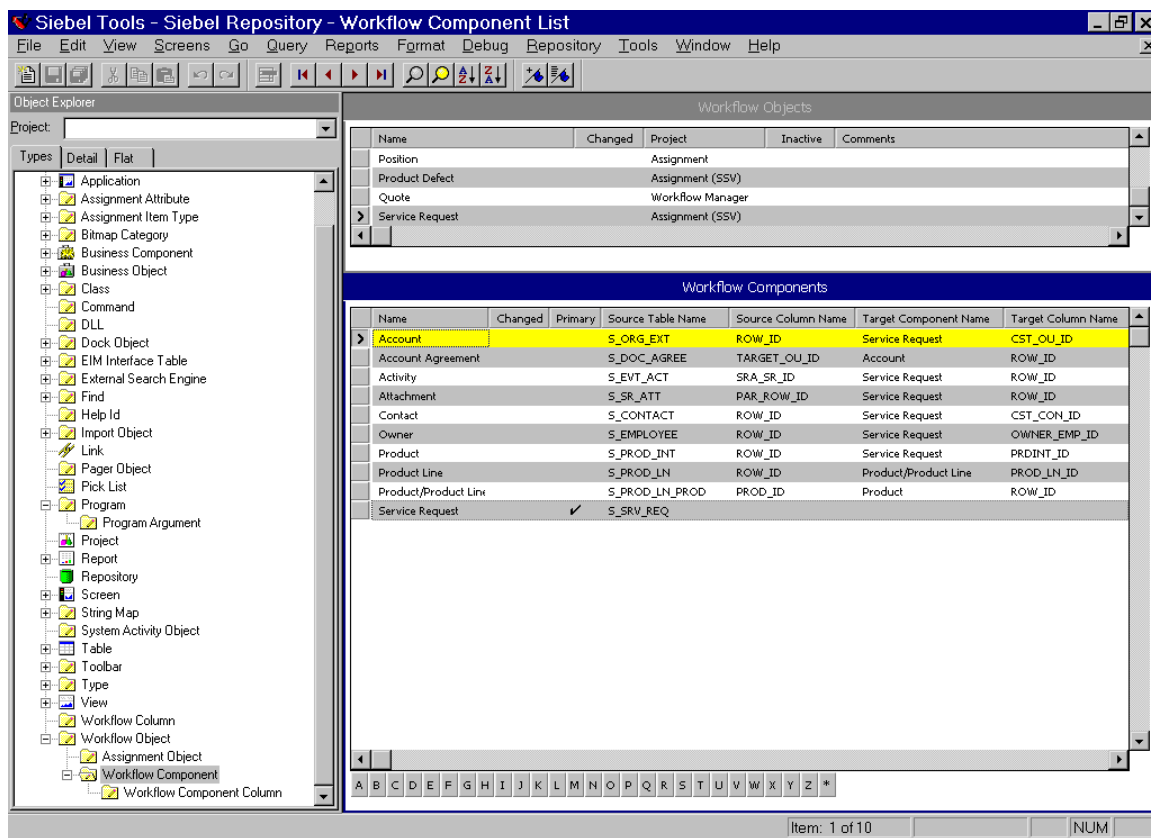 Siebel Tools - Siebel Repository - Workflow Component List
File Edit View Screens Go Query Reports Format Debug Repository Tools Window Help
Object Explorer
Project:
Types Detail Flat
Application
Assignment Attribute
Assignment Item Type
Bitmap Category
Business Component
Business Object
Class
Command
DLL
Dock Object
EIM Interface Table
External Search Engine
Find
Help Id
Import Object
Link
Pager Object
Pick List
Program
Program Argument
Project
Report
Repository
Screen
String Map
System Activity Object
Table
Toolbar
Type
View
Workflow Column
Workflow Object
Assignment Object
Workflow Component
Workflow Component Column
Workflow Objects
Name Changed Project Inactive Comments
Position Assignment
Product Defect Assignment (SSV)
Quote Workflow Manager
Service Request Assignment (SSV)
Workflow Components
Name Changed Primary Source Table Name Source Column Name Target Component Name Target Column Name
Account S_ORG_EXT ROW_ID Service Request CST_OU_ID
Account Agreement S_DOC_AGREE TARGET_OU_ID Account ROW_ID
Activity S_EVT_ACT SRA_SR_ID Service Request ROW_ID
Attachment S_SR_ATT PAR_ROW_ID Service Request ROW_ID
Contact S_CONTACT ROW_ID Service Request CST_CON_ID
Owner S_EMPLOYEE ROW_ID Service Request OWNER_EMP_ID
Product S_PROD_INT ROW_ID Service Request PRDINT_ID
Product Line S_PROD_LN ROW_ID Product/Product Line PROD_LN_ID
Product/Product Line S_PROD_LN_PROD PROD_ID Product ROW_ID
Service Request ✔ S_SRV_REQ
A B C D E F G H I J K L M N O P Q R S T U V W X Y Z *
Item: 1 of 10 NUM